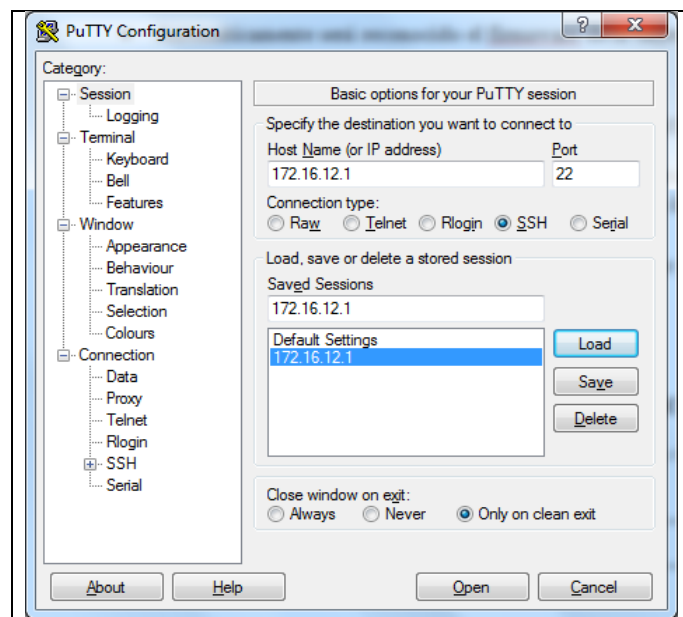 PuTTY Configuration
Category:
Session
Logging
Terminal
Keyboard
Bell
Features
Window
Appearance
Behaviour
Translation
Selection
Colours
Connection
Data
Proxy
Telnet
Rlogin
SSH
Serial
Basic options for your PuTTY session
Specify the destination you want to connect to
Host Name (or IP address) Port
172.16.12.1 22
Connection type:
Raw Telnet Rlogin SSH Serial
Load, save or delete a stored session
Saved Sessions
172.16.12.1
Default Settings
172.16.12.1
Load
Save
Delete
Close window on exit:
Always Never Only on clean exit
About Help Open Cancel